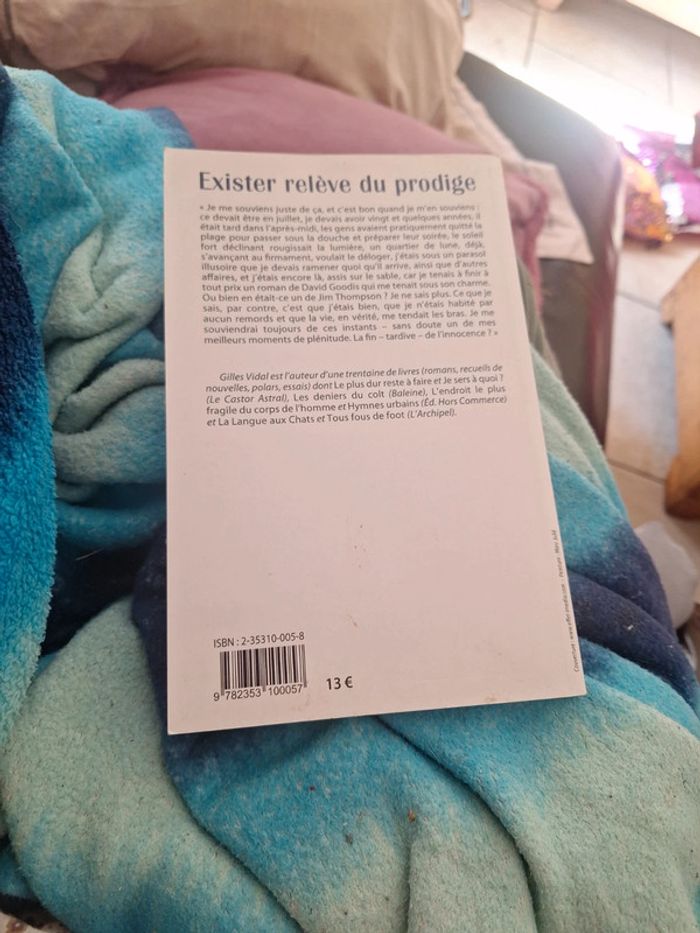 Exister relève du prodige
« Je me souviens juste de ça, et c'est bon quand je m'en souviens :
ce devait être en juillet, je devais avoir vingt et quelques années, il
était tard dans l'après-midi, les gens avaient pratiquement quitté la
plage pour passer sous la douche et préparer leur soirée, le soleil
fort déclinant rougissait la lumière, un quartier de lune, déjà,
s'avançant au firmament, voulait le déloger, j'étais sous un parasol
illusoire que je devais ramener quoi qu'il arrive, ainsi que d'autres
affaires, et j'étais encore là, assis sur le sable, car je tenais à finir à
tout prix un roman de David Goodis qui me tenait sous son charme.
Ou bien en était-ce un de Jim Thompson ? Je ne sais plus. Ce que je
sais, par contre, c'est que j'étais bien, que je n'étais habité par
aucun remords et que la vie, en vérité, me tendait les bras. Je me
souviendrai toujours de ces instants – sans doute un de mes
meilleurs moments de plénitude. La fin – tardive – de l'innocence ? »
Gilles Vidal est l'auteur d'une trentaine de livres (romans, recueils de
nouvelles, polars, essais) dont Le plus dur reste à faire et Je sers à quoi ?
(Le Castor Astral), Les deniers du colt (Baleine), L'endroit le plus
fragile du corps de l'homme et Hymnes urbains (Éd. Hors Commerce)
et La Langue aux Chats et Tous fous de foot (L'Archipel).
ISBN : 2-35310-005-8
9 782353 100057
13 €